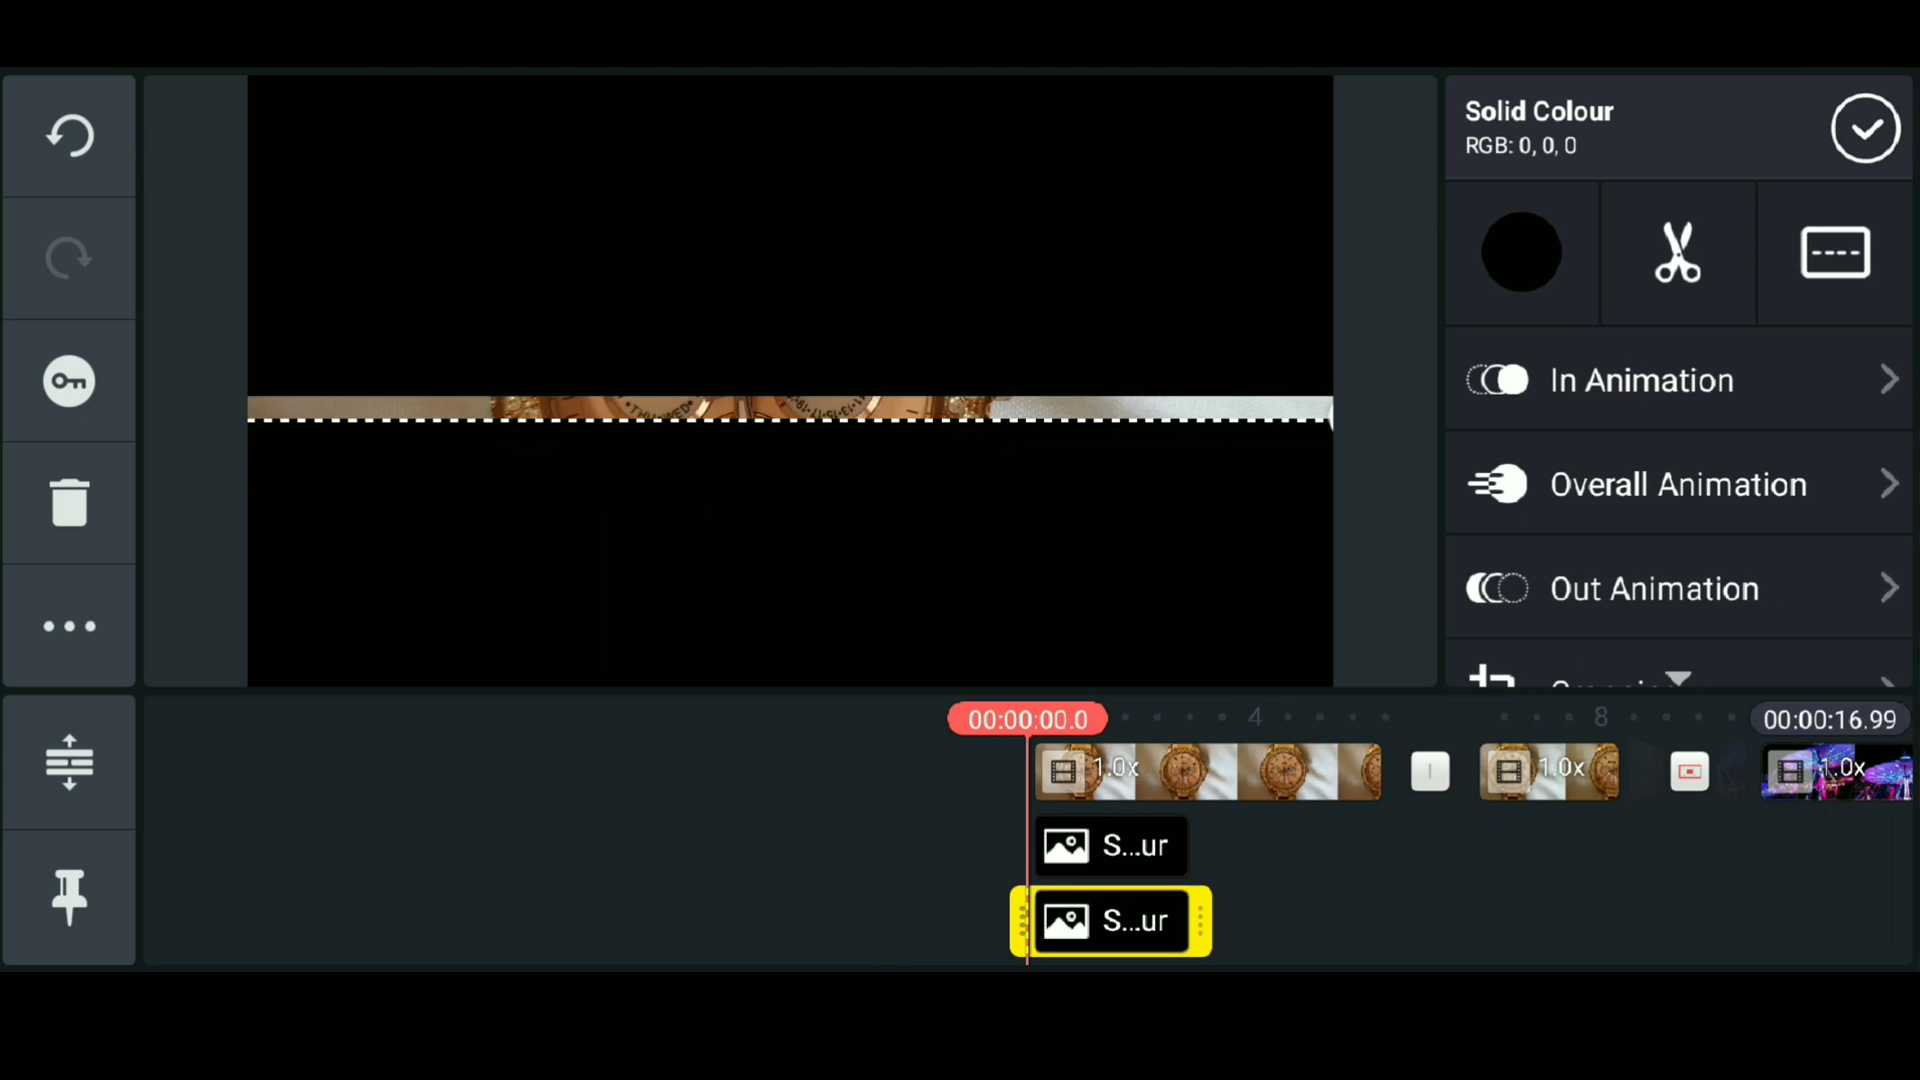 Solid Colour
RGB: 0, 0, 0
In Animation
Overall Animation
Out Animation
00:00:00.0
4
8
00:00:16.99
1.0x
1.0x
1.0x
S...ur
S...ur